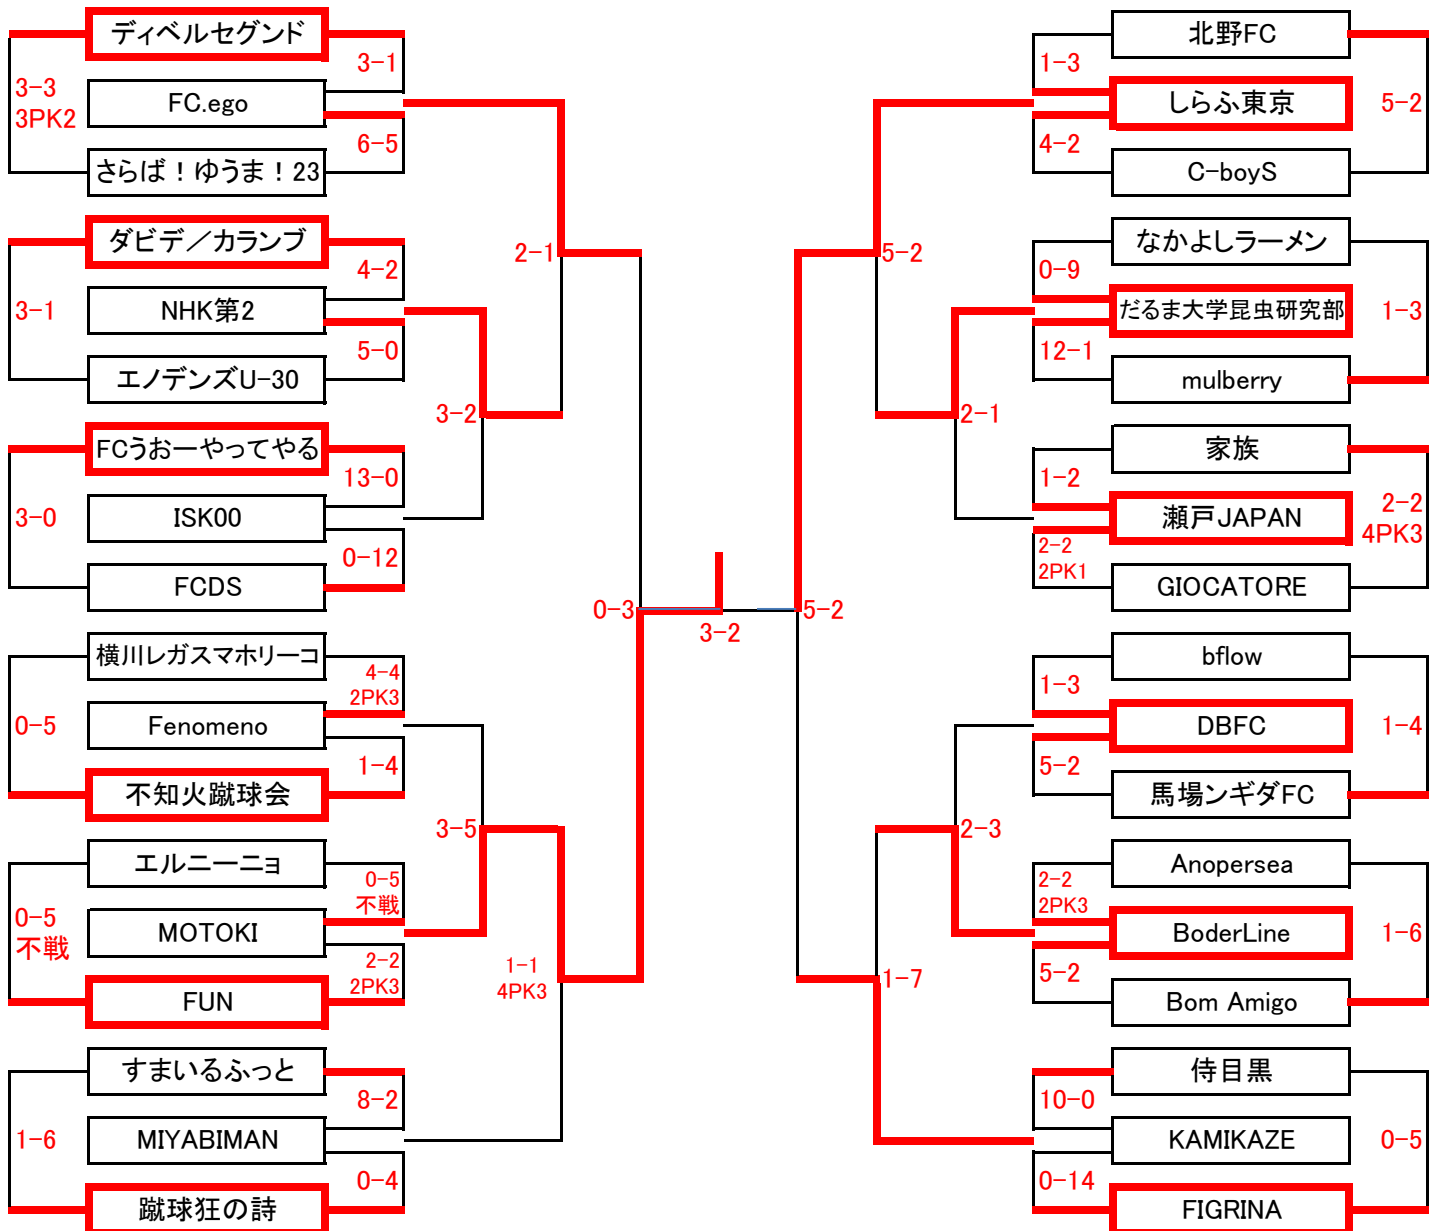 ディベルセグンド
3-1
3-3
3PK2
FC.ego
6-5
さらば！ゆうま！23
ダビデ／カランブ
4-2
3-1
NHK第2
5-0
エノデンズU-30
FCうおーやってやる
13-0
3-0
ISK00
0-12
FCDS
横川レガスマホリーコ
4-4
2PK3
0-5
Fenomeno
1-4
不知火蹴球会
エルニーニョ
0-5
不戦
0-5
不戦
MOTOKI
2-2
2PK3
FUN
すまいるふっと
8-2
1-6
MIYABIMAN
0-4
蹴球狂の詩
2-1
3-2
0-3
3-5
1-1
4PK3
3-2
5-2
5-2
2-1
2-3
1-7
北野FC
1-3
しらふ東京
5-2
4-2
C-boyS
なかよしラーメン
0-9
だるま大学昆虫研究部
1-3
12-1
mulberry
家族
1-2
瀬戸JAPAN
2-2
4PK3
2-2
2PK1
GIOCATORE
bflow
1-3
DBFC
1-4
5-2
馬場ンギダFC
Anopersea
2-2
2PK3
BoderLine
1-6
5-2
Bom Amigo
侍目黒
10-0
KAMIKAZE
0-5
0-14
FIGRINA